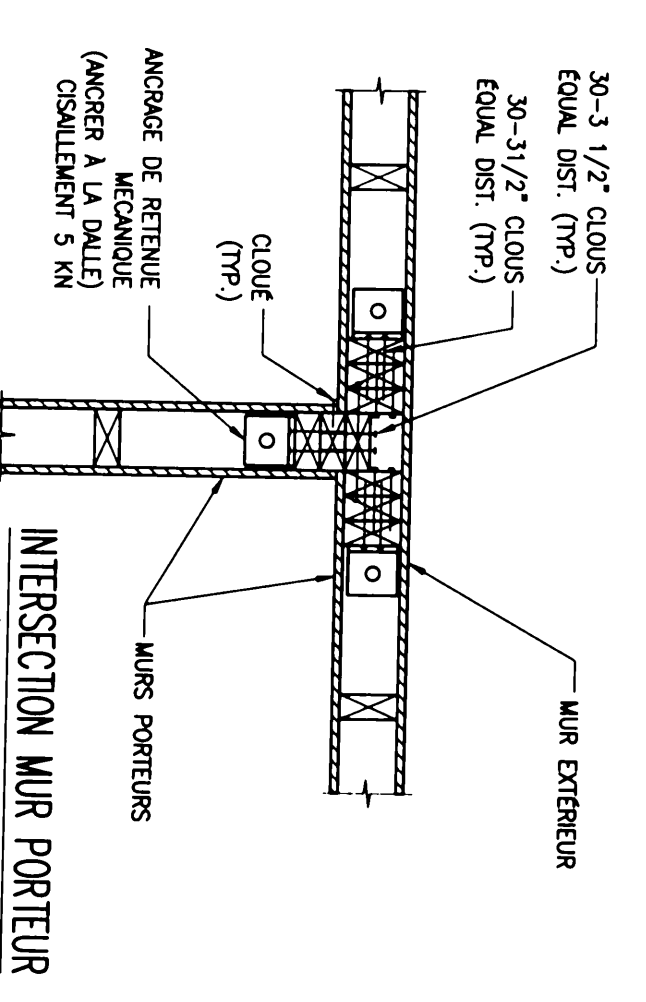 30-3 1/2" CLOUS
ÉQUAL DIST. (TYP.)
30-31/2" CLOUS
ÉQUAL DIST. (TYP.)
CLOUÉ
(TYP.)
ANCRAGE DE RETENUE
MECANIQUE
(ANCRER À LA DALLE)
CISAILLEMENT 5 KN
MUR EXTÉRIEUR
MURS PORTEURS
INTERSECTION MUR PORTEUR